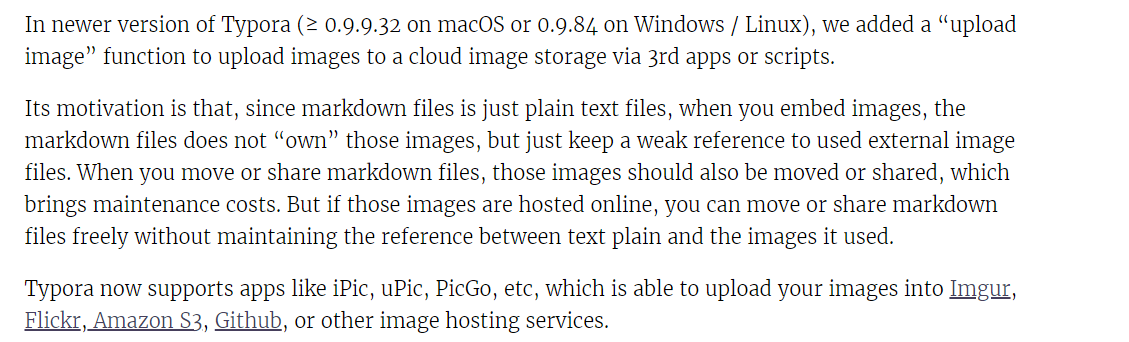 In newer version of Typora (≥ 0.9.9.32 on macOS or 0.9.84 on Windows / Linux), we added a “upload
image” function to upload images to a cloud image storage via 3rd apps or scripts.
Its motivation is that, since markdown files is just plain text files, when you embed images, the
markdown files does not “own” those images, but just keep a weak reference to used external image
files. When you move or share markdown files, those images should also be moved or shared, which
brings maintenance costs. But if those images are hosted online, you can move or share markdown
files freely without maintaining the reference between text plain and the images it used.
Typora now supports apps like iPic, uPic, PicGo, etc, which is able to upload your images into Imgur,
Flickr, Amazon S3, Github, or other image hosting services.